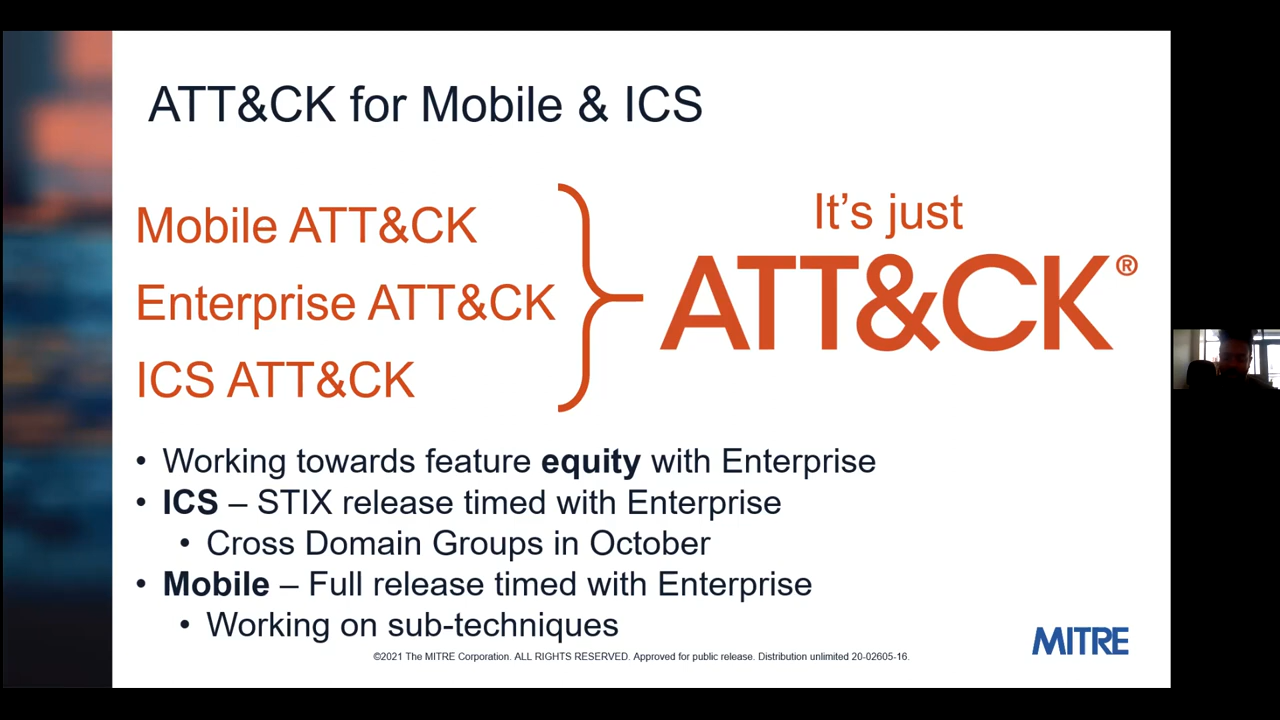 ATT&CK for Mobile & ICS
Mobile ATT&CK
Enterprise ATT&CK
ICS ATT&CK
It's just
ATT&CK®
• Working towards feature equity with Enterprise
• ICS – STIX release timed with Enterprise
• Cross Domain Groups in October
• Mobile – Full release timed with Enterprise
• Working on sub-techniques
MITRE
©2021 The MITRE Corporation. ALL RIGHTS RESERVED. Approved for public release. Distribution unlimited 20-02605-16.